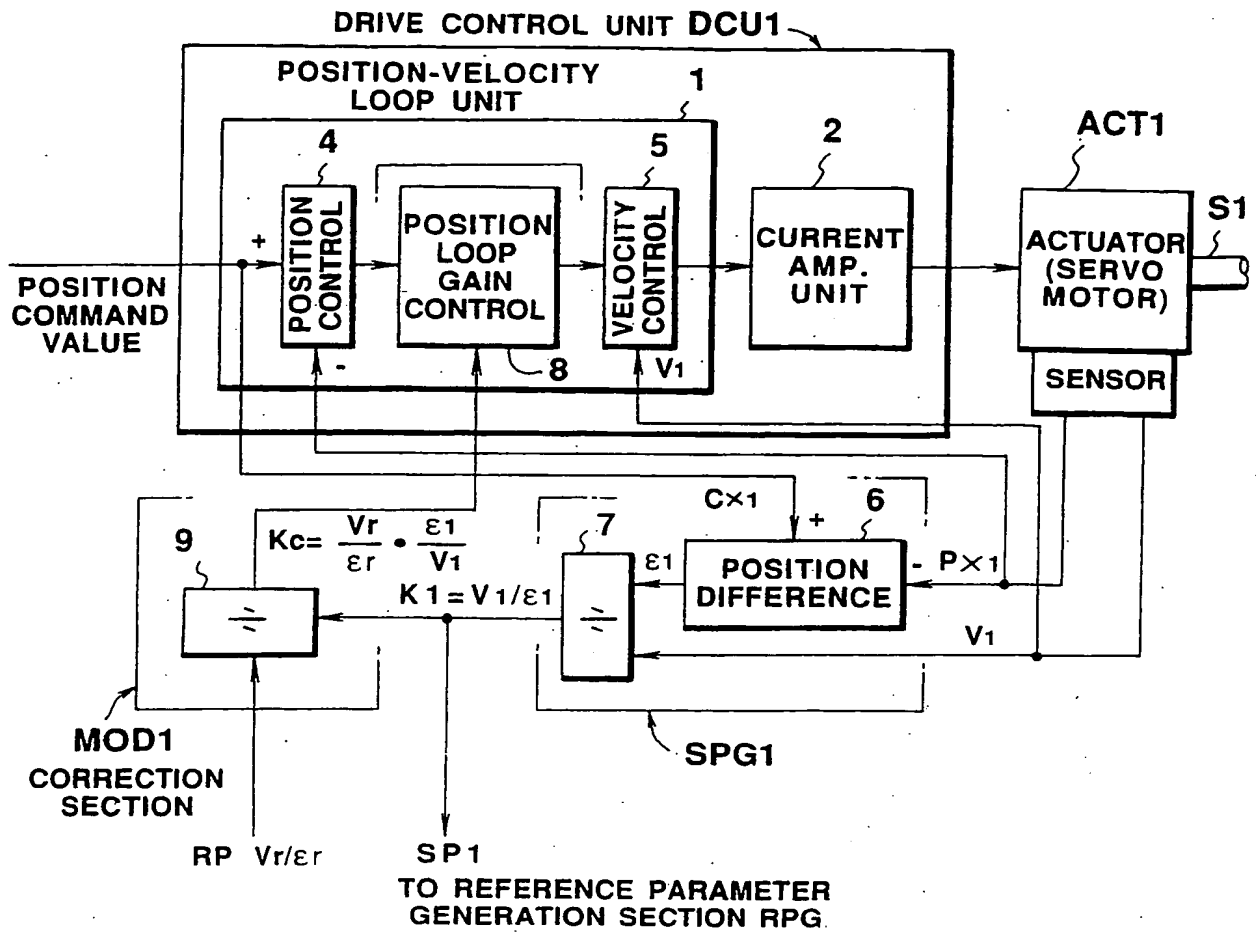 DRIVE CONTROL UNIT DCU1
POSITION-VELOCITY
LOOP UNIT
1
4
5
2
ACT1
S1
+
POSITION
CONTROL
POSITION
LOOP
GAIN
CONTROL
VELOCITY
CONTROL
CURRENT
AMP.
UNIT
ACTUATOR
(SERVO
MOTOR)
POSITION
COMMAND
VALUE
-
8
V1
SENSOR
C×1
+
6
7
9
Kc= Vr/εr • ε1/V1
ε1
POSITION
DIFFERENCE
-
P×1
K1=V1/ε1
÷
÷
V1
MOD1
CORRECTION
SECTION
SPG1
RP Vr/εr
SP1
TO REFERENCE PARAMETER
GENERATION SECTION RPG